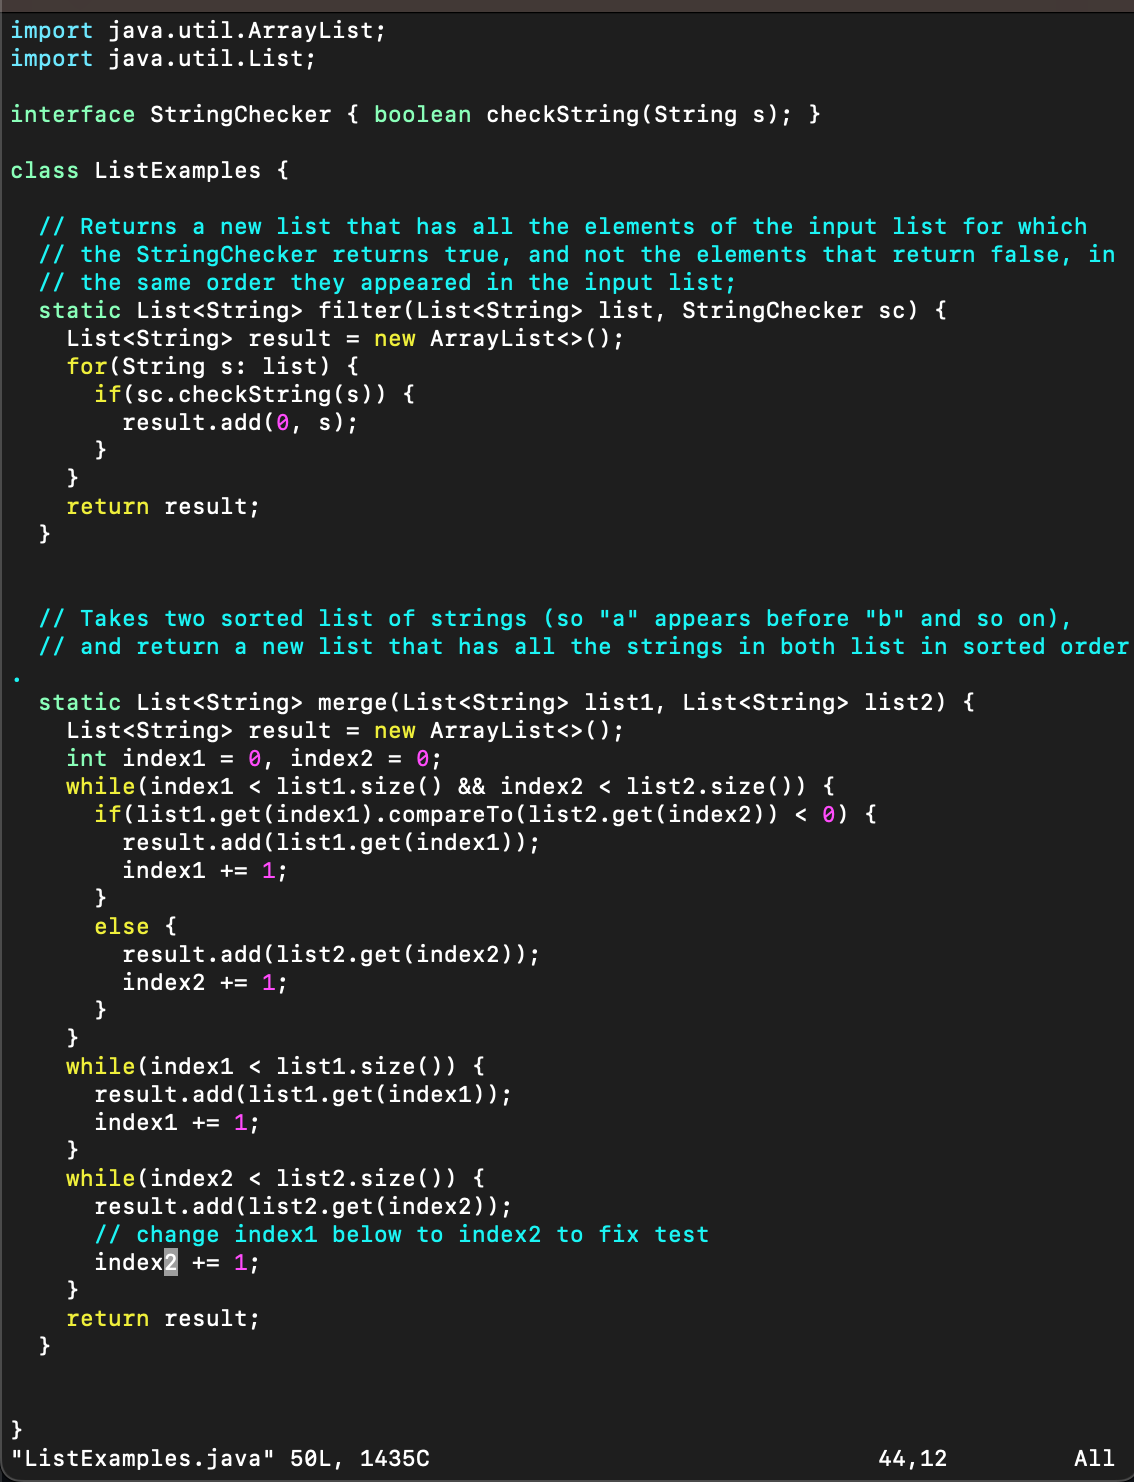 import java.util.ArrayList;
import java.util.List;

interface StringChecker { boolean checkString(String s); }

class ListExamples {

  // Returns a new list that has all the elements of the input list for which
  // the StringChecker returns true, and not the elements that return false, in
  // the same order they appeared in the input list;
  static List<String> filter(List<String> list, StringChecker sc) {
    List<String> result = new ArrayList<>();
    for(String s: list) {
      if(sc.checkString(s)) {
        result.add(0, s);
      }
    }
    return result;
  }


  // Takes two sorted list of strings (so "a" appears before "b" and so on),
  // and return a new list that has all the strings in both list in sorted order
.
  static List<String> merge(List<String> list1, List<String> list2) {
    List<String> result = new ArrayList<>();
    int index1 = 0, index2 = 0;
    while(index1 < list1.size() && index2 < list2.size()) {
      if(list1.get(index1).compareTo(list2.get(index2)) < 0) {
        result.add(list1.get(index1));
        index1 += 1;
      }
      else {
        result.add(list2.get(index2));
        index2 += 1;
      }
    }
    while(index1 < list1.size()) {
      result.add(list1.get(index1));
      index1 += 1;
    }
    while(index2 < list2.size()) {
      result.add(list2.get(index2));
      // change index1 below to index2 to fix test
      index2 += 1;
    }
    return result;
  }


}
"ListExamples.java" 50L, 1435C                                44,12         All